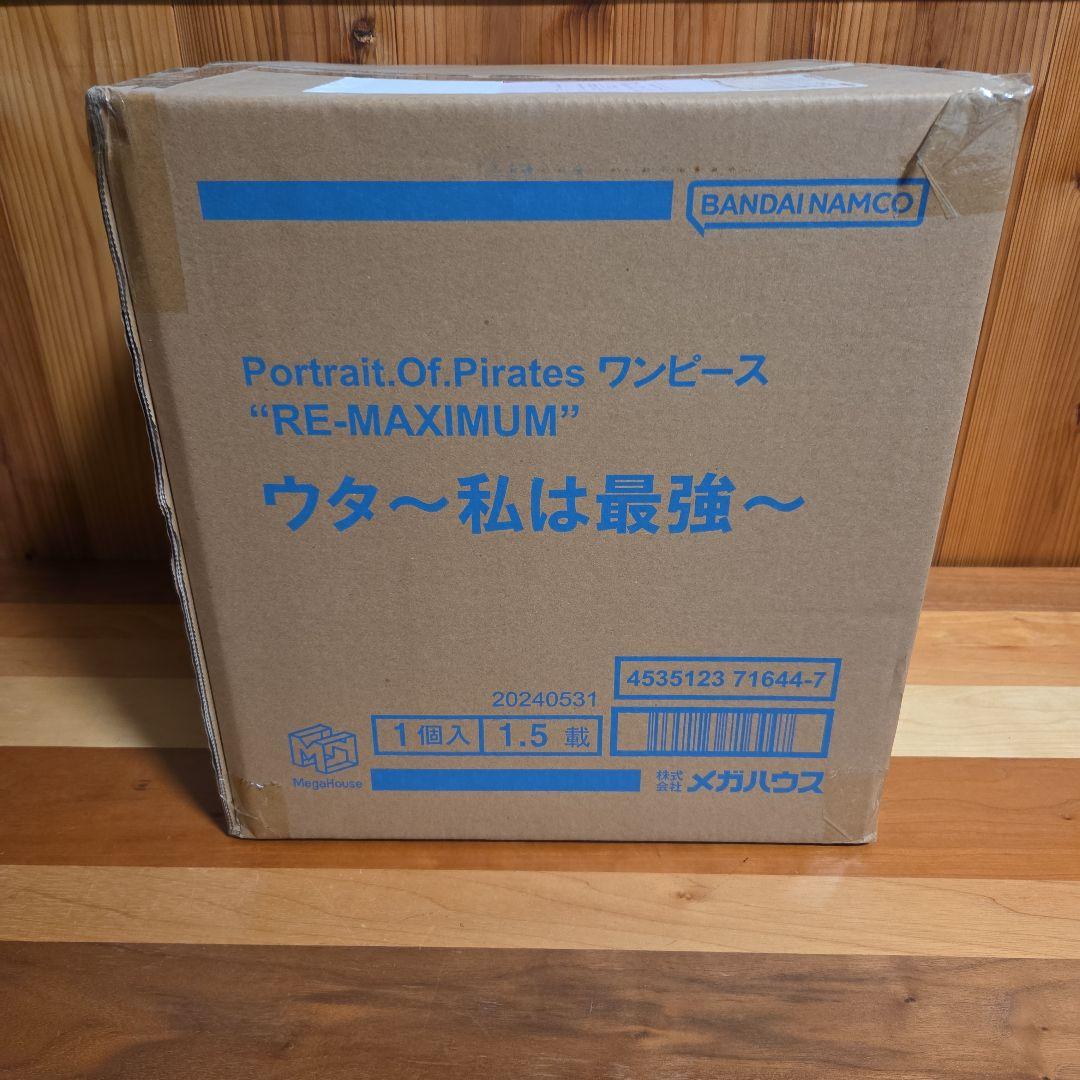 BANDAI NAMCO
Portrait.Of.Pirates ワンピース
“RE-MAXIMUM”
ウタ～私は最強～
4535123 71644-7
20240531
1個入 1.5 載
MegaHouse
株式会社 メガハウス